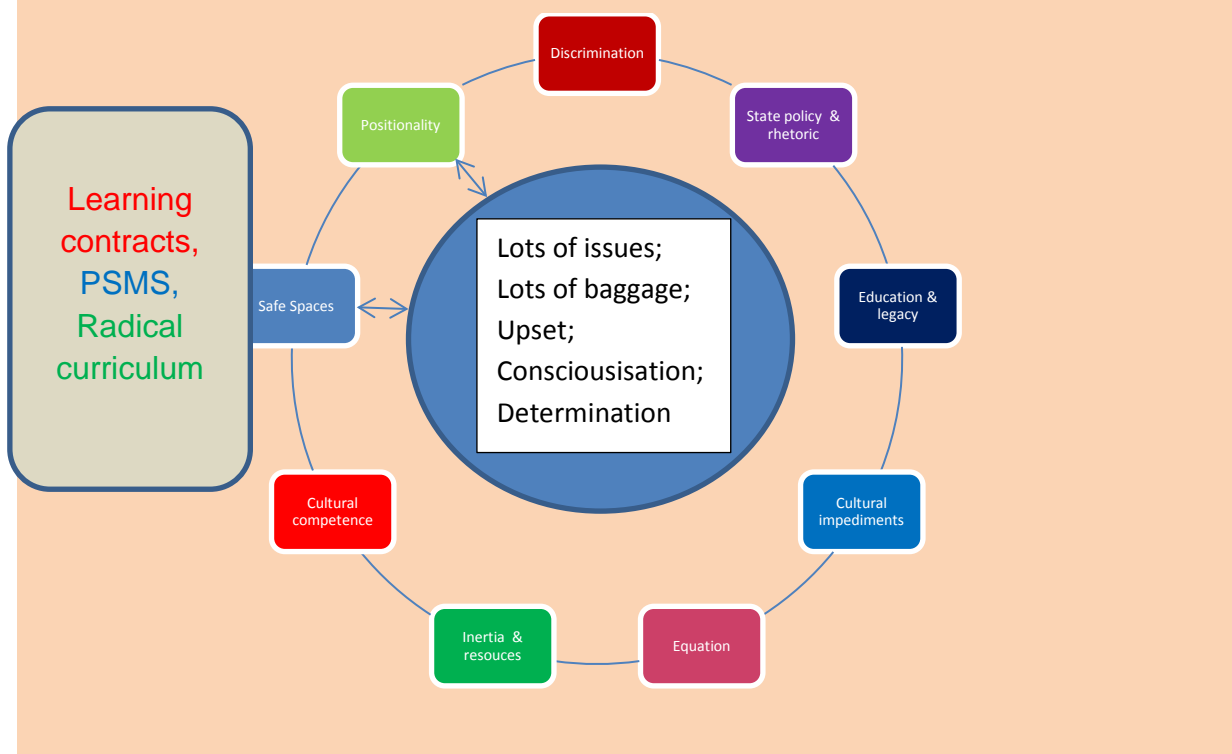 Discrimination
State policy &
rhetoric
Positionality
Learning
contracts,
PSMS,
Radical
curriculum
Safe Spaces
Lots of issues;
Lots of baggage;
Upset;
Consciousisation;
Determination
Education &
legacy
Cultural
competence
Cultural
impediments
Inertia &
resouces
Equation